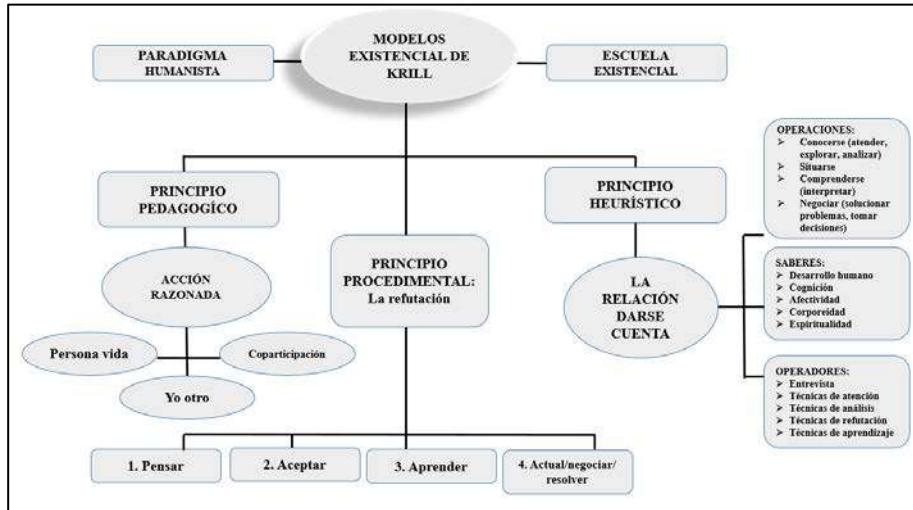 MODELOS
EXISTENCIAL DE
KRILL
PARADIGMA
HUMANISTA
ESCUELA
EXISTENCIAL
PRINCIPIO
PEDAGOGÍCO
ACCIÓN
RAZONADA
Persona vida
Coparticipación
Yo otro
PRINCIPIO
PROCEDIMENTAL:
La refutación
1. Pensar
2. Aceptar
3. Aprender
4. Actual/negociar/
resolver
PRINCIPIO
HEURÍSTICO
LA
RELACIÓN
DARSE
CUENTA
OPERACIONES:
➢ Conocerse (atender,
explorar, analizar)
➢ Situarse
➢ Comprenderse
(interpretar)
➢ Negociar (solucionar
problemas, tomar
decisiones)
SABERES:
➢ Desarrollo humano
➢ Cognición
➢ Afectividad
➢ Corporeidad
➢ Espiritualidad
OPERADORES:
➢ Entrevista
➢ Técnicas de atención
➢ Técnicas de análisis
➢ Técnicas de refutación
➢ Técnicas de aprendizaje